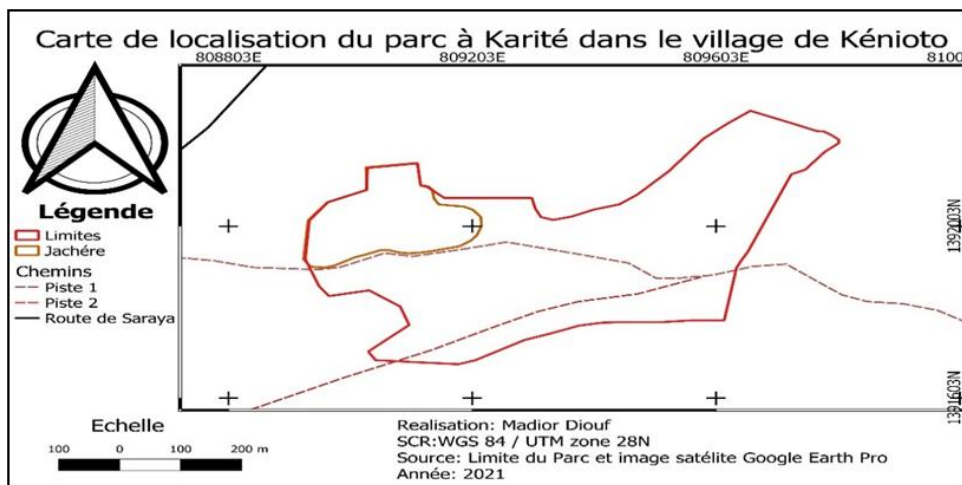 Carte de localisation du parc à Karité dans le village de Kénioto
808803E 809203E 809603E 8100
Légende
Limites
Jachére
Chemins
Piste 1
Piste 2
Route de Saraya
1392003N
1391603N
Echelle
100 0 100 200 m
Realisation: Madior Diouf
SCR:WGS 84 / UTM zone 28N
Source: Limite du Parc et image satélite Google Earth Pro
Année: 2021